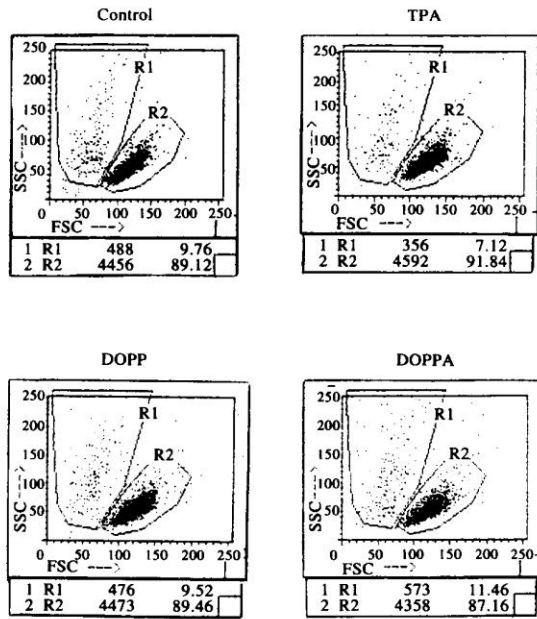 Control
250
200
150
100
50
R1
R2
SSC --->
0 50 100 150 200 250
FSC --->
1 R1 488 9.76
2 R2 4456 89.12
TPA
250
200
150
100
50
R1
R2
SSC --->
0 50 100 150 200 250
FSC --->
1 R1 356 7.12
2 R2 4592 91.84
DOPP
250
200
150
100
50
R1
R2
SSC --->
0 50 100 150 200 250
FSC --->
1 R1 476 9.52
2 R2 4473 89.46
DOPPA
250
200
150
100
50
R1
R2
SSC --->
0 50 100 150 200 250
FSC --->
1 R1 573 11.46
2 R2 4358 87.16